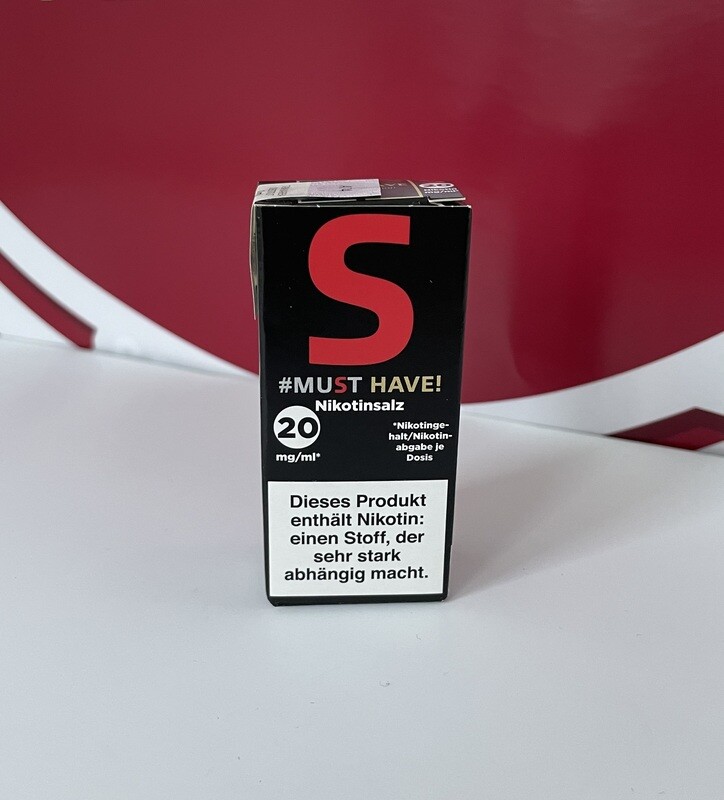 S
#MUST HAVE!
Nikotinsalz
20
mg/ml*
*Nikotinge-
halt/Nikotin-
abgabe je
Dosis
Dieses Produkt
enthält Nikotin:
einen Stoff, der
sehr stark
abhängig macht.